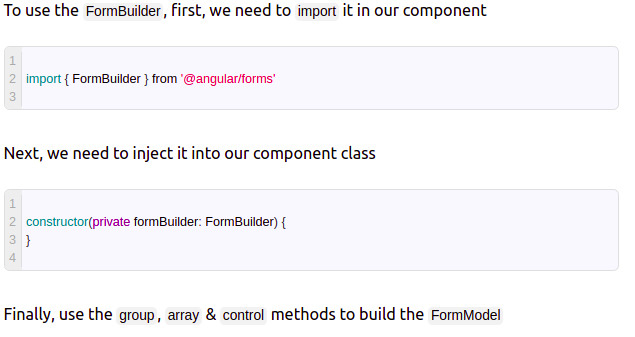 To use the FormBuilder, first, we need to import it in our component
1
2 import { FormBuilder } from '@angular/forms'
3
Next, we need to inject it into our component class
1
2 constructor(private formBuilder: FormBuilder) {
3 }
4
Finally, use the group, array & control methods to build the FormModel